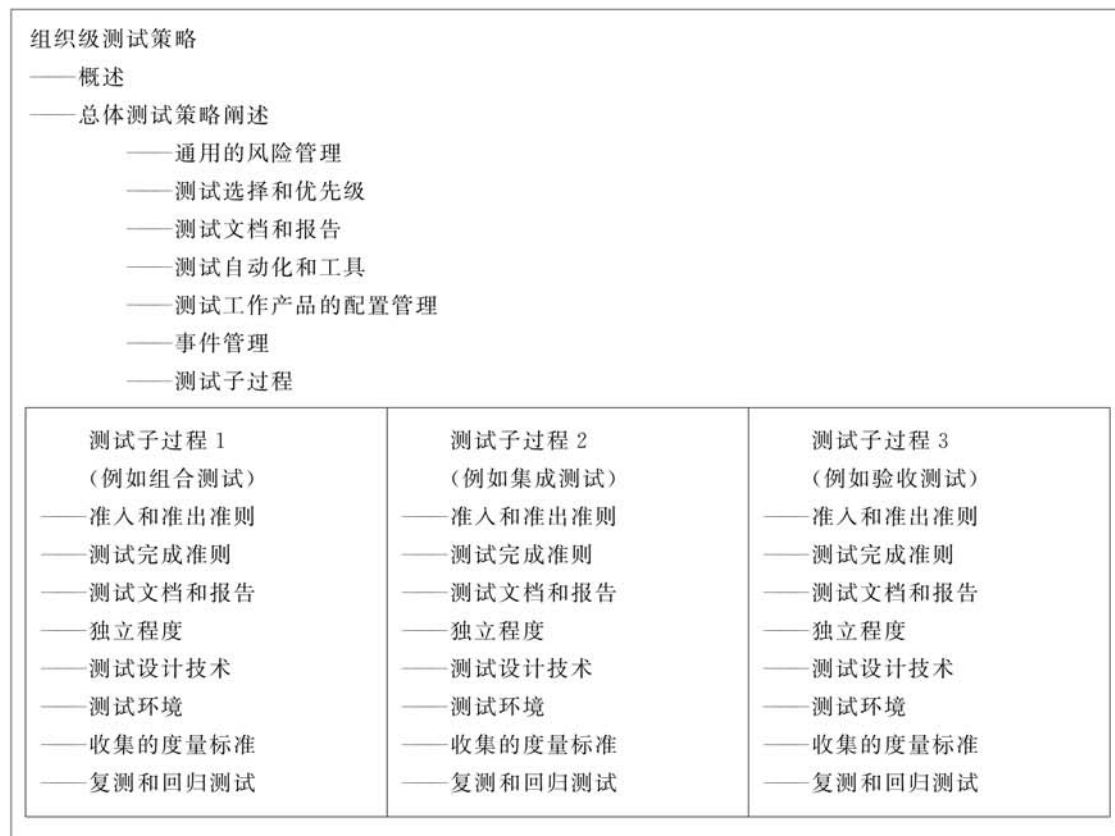 组织级测试策略
——概述
——总体测试策略阐述
——通用的风险管理
——测试选择和优先级
——测试文档和报告
——测试自动化和工具
——测试工作产品的配置管理
——事件管理
——测试子过程
测试子过程 1
(例如组合测试)
——准入和准出准则
——测试完成准则
——测试文档和报告
——独立程度
——测试设计技术
——测试环境
——收集的度量标准
——复测和回归测试
测试子过程 2
(例如集成测试)
——准入和准出准则
——测试完成准则
——测试文档和报告
——独立程度
——测试设计技术
——测试环境
——收集的度量标准
——复测和回归测试
测试子过程 3
(例如验收测试)
——准入和准出准则
——测试完成准则
——测试文档和报告
——独立程度
——测试设计技术
——测试环境
——收集的度量标准
——复测和回归测试